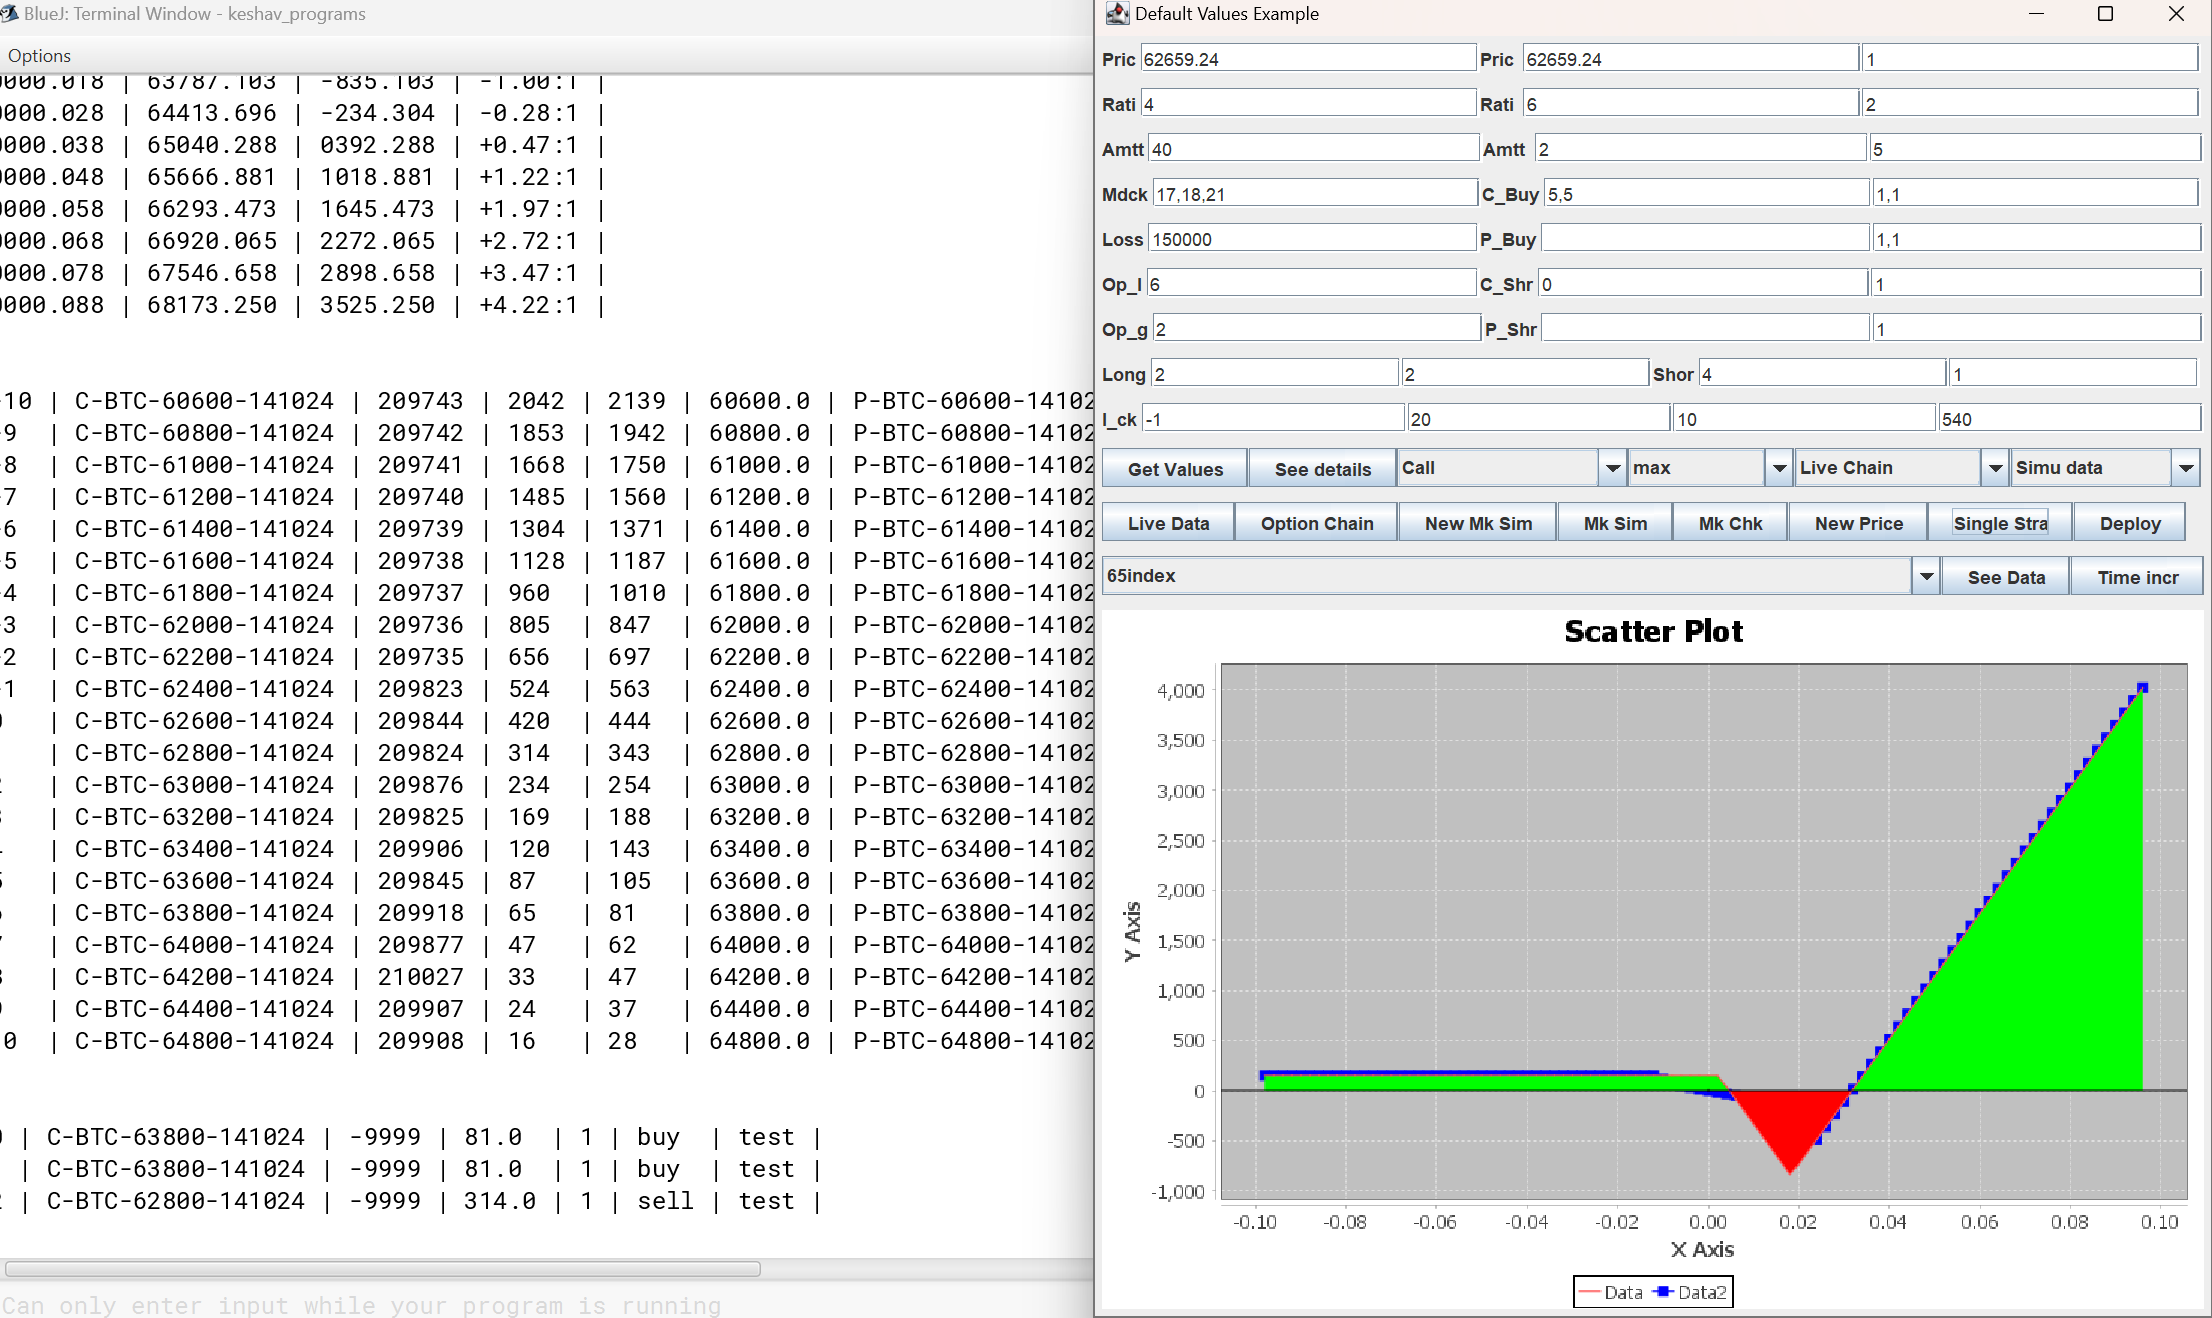 BlueJ: Terminal Window - keshav_programs
Options
000.018 | 63787.103 | -835.103 | -1.00:1 |
000.028 | 64413.696 | -234.304 | -0.28:1 |
000.038 | 65040.288 | 0392.288 | +0.47:1 |
000.048 | 65666.881 | 1018.881 | +1.22:1 |
000.058 | 66293.473 | 1645.473 | +1.97:1 |
000.068 | 66920.065 | 2272.065 | +2.72:1 |
000.078 | 67546.658 | 2898.658 | +3.47:1 |
000.088 | 68173.250 | 3525.250 | +4.22:1 |
-10 | C-BTC-60600-141024 | 209743 | 2042 | 2139 | 60600.0 | P-BTC-60600-14102
-9 | C-BTC-60800-141024 | 209742 | 1853 | 1942 | 60800.0 | P-BTC-60800-14102
-8 | C-BTC-61000-141024 | 209741 | 1668 | 1750 | 61000.0 | P-BTC-61000-14102
-7 | C-BTC-61200-141024 | 209740 | 1485 | 1560 | 61200.0 | P-BTC-61200-14102
-6 | C-BTC-61400-141024 | 209739 | 1304 | 1371 | 61400.0 | P-BTC-61400-14102
-5 | C-BTC-61600-141024 | 209738 | 1128 | 1187 | 61600.0 | P-BTC-61600-14102
-4 | C-BTC-61800-141024 | 209737 | 960 | 1010 | 61800.0 | P-BTC-61800-14102
-3 | C-BTC-62000-141024 | 209736 | 805 | 847 | 62000.0 | P-BTC-62000-14102
-2 | C-BTC-62200-141024 | 209735 | 656 | 697 | 62200.0 | P-BTC-62200-14102
-1 | C-BTC-62400-141024 | 209823 | 524 | 563 | 62400.0 | P-BTC-62400-14102
| C-BTC-62600-141024 | 209844 | 420 | 444 | 62600.0 | P-BTC-62600-14102
| C-BTC-62800-141024 | 209824 | 314 | 343 | 62800.0 | P-BTC-62800-14102
| C-BTC-63000-141024 | 209876 | 234 | 254 | 63000.0 | P-BTC-63000-14102
| C-BTC-63200-141024 | 209825 | 169 | 188 | 63200.0 | P-BTC-63200-14102
| C-BTC-63400-141024 | 209906 | 120 | 143 | 63400.0 | P-BTC-63400-14102
| C-BTC-63600-141024 | 209845 | 87 | 105 | 63600.0 | P-BTC-63600-14102
| C-BTC-63800-141024 | 209918 | 65 | 81 | 63800.0 | P-BTC-63800-14102
| C-BTC-64000-141024 | 209877 | 47 | 62 | 64000.0 | P-BTC-64000-14102
| C-BTC-64200-141024 | 210027 | 33 | 47 | 64200.0 | P-BTC-64200-14102
| C-BTC-64400-141024 | 209907 | 24 | 37 | 64400.0 | P-BTC-64400-14102
0 | C-BTC-64800-141024 | 209908 | 16 | 28 | 64800.0 | P-BTC-64800-14102
| C-BTC-63800-141024 | -9999 | 81.0 | 1 | buy | test |
| C-BTC-63800-141024 | -9999 | 81.0 | 1 | buy | test |
| C-BTC-62800-141024 | -9999 | 314.0 | 1 | sell | test |
Can only enter input while your program is running
Default Values Example
Pric 62659.24 Pric 62659.24 1
Rati 4 Rati 6 2
Amtt 40 Amtt 2 5
Mdck 17,18,21 C_Buy 5,5 1,1
Loss 150000 P_Buy 1,1
Op_l 6 C_Shr 0 1
Op_g 2 P_Shr 1
Long 2 2 Shor 4 1
I_ck -1 20 10 540
Get Values See details Call max Live Chain Simu data
Live Data Option Chain New Mk Sim Mk Sim Mk Chk New Price Single Stra Deploy
65index See Data Time incr
Scatter Plot
4,000
3,500
3,000
2,500
2,000
1,500
1,000
500
0
-500
-1,000
Y Axis
-0.10 -0.08 -0.06 -0.04 -0.02 0.00 0.02 0.04 0.06 0.08 0.10
X Axis
Data Data2